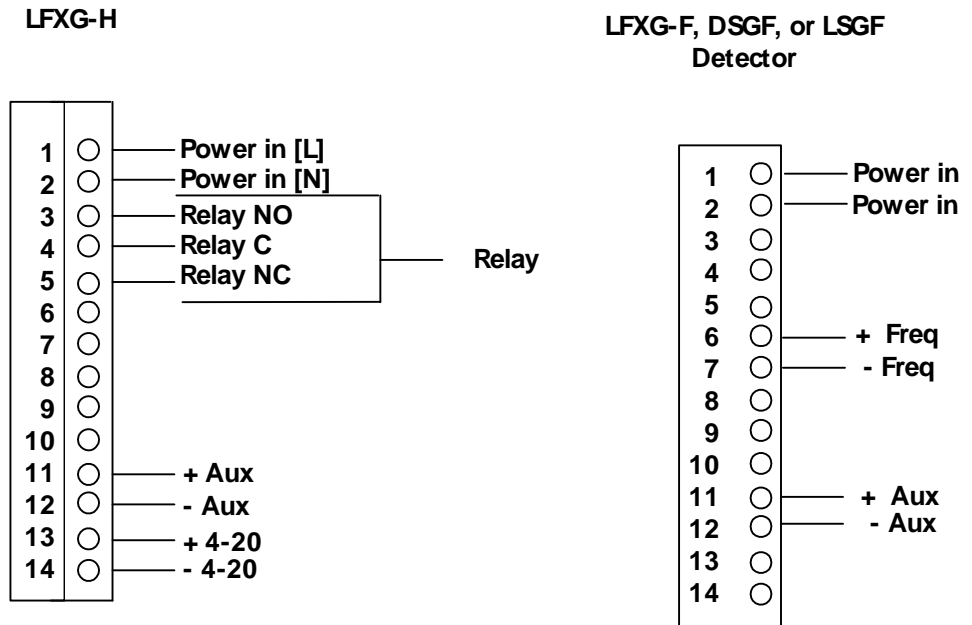 LFXG-H
1 Power in [L]
2 Power in [N]
3 Relay NO
4 Relay C
5 Relay NC
Relay
6
7
8
9
10
11 + Aux
12 - Aux
13 + 4-20
14 - 4-20
LFXG-F, DSGF, or LSGF
Detector
1 Power in
2 Power in
3
4
5
6 + Freq
7 - Freq
8
9
10
11 + Aux
12 - Aux
13
14